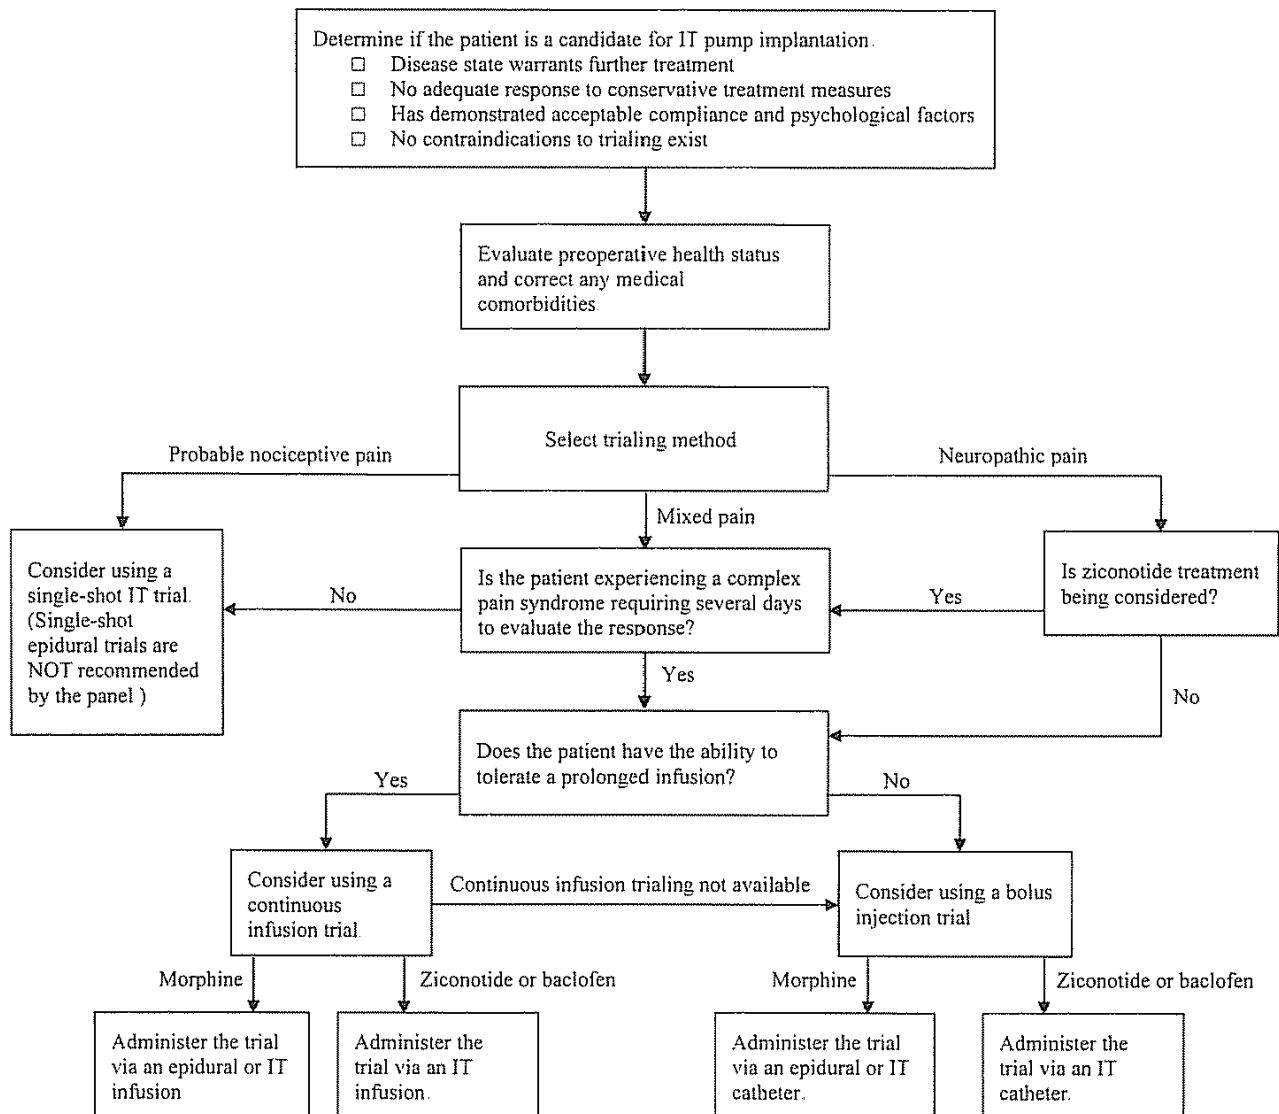 Determine if the patient is a candidate for IT pump implantation.
☐ Disease state warrants further treatment
☐ No adequate response to conservative treatment measures
☐ Has demonstrated acceptable compliance and psychological factors
☐ No contraindications to trialing exist
Evaluate preoperative health status
and correct any medical
comorbidities.
Select trialing method
Probable nociceptive pain
Neuropathic pain
Mixed pain
Consider using a
single-shot IT trial.
(Single-shot
epidural trials are
NOT recommended
by the panel )
No
Is the patient experiencing a complex
pain syndrome requiring several days
to evaluate the response?
Yes
Is ziconotide treatment
being considered?
Yes
No
Does the patient have the ability to
tolerate a prolonged infusion?
Yes
No
Consider using a
continuous
infusion trial.
Continuous infusion trialing not available
Consider using a bolus
injection trial
Morphine
Ziconotide or baclofen
Morphine
Ziconotide or baclofen
Administer the trial
via an epidural or IT
infusion
Administer the
trial via an IT
infusion.
Administer the trial
via an epidural or IT
catheter.
Administer the
trial via an IT
catheter.